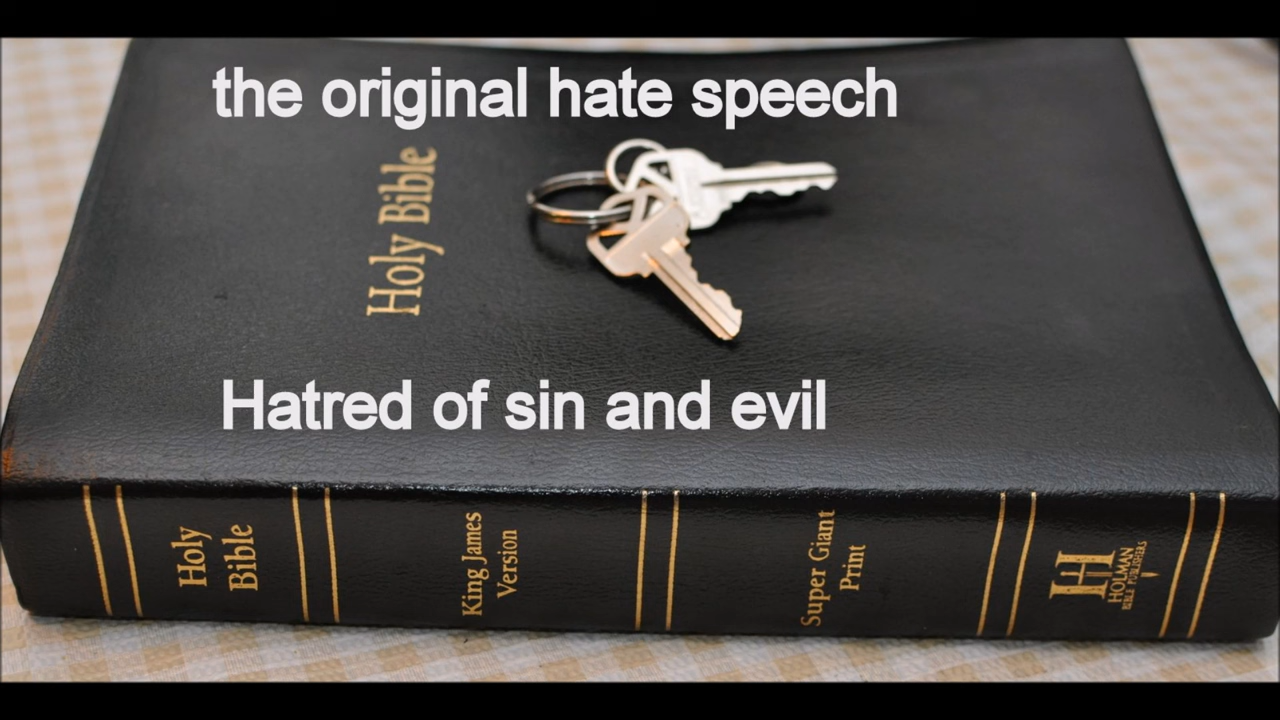 the original hate speech
Holy Bible
Hatred of sin and evil
Holy
Bible
King James
Version
Super Giant
Print
HOLMAN
BIBLE PUBLISHERS